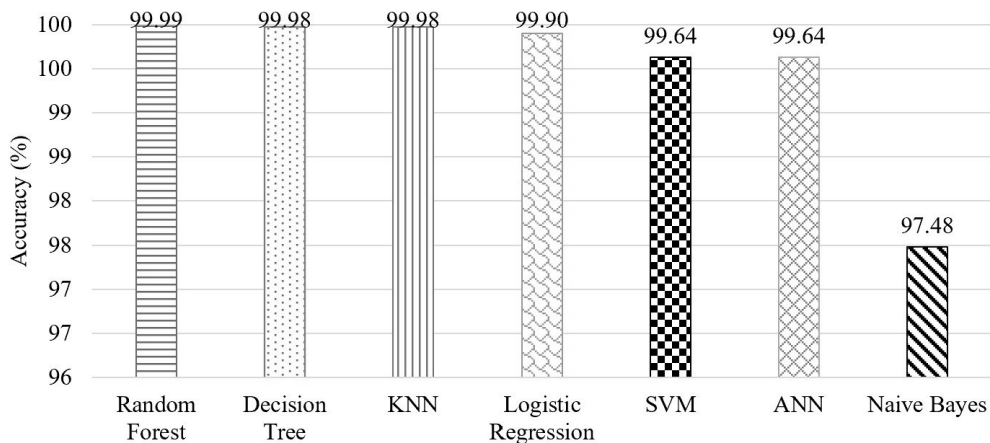 99.99
99.98
99.98
99.90
99.64
99.64
97.48
100
100
99
99
98
98
97
97
96
Accuracy (%)
Random Forest
Decision Tree
KNN
Logistic Regression
SVM
ANN
Naive Bayes